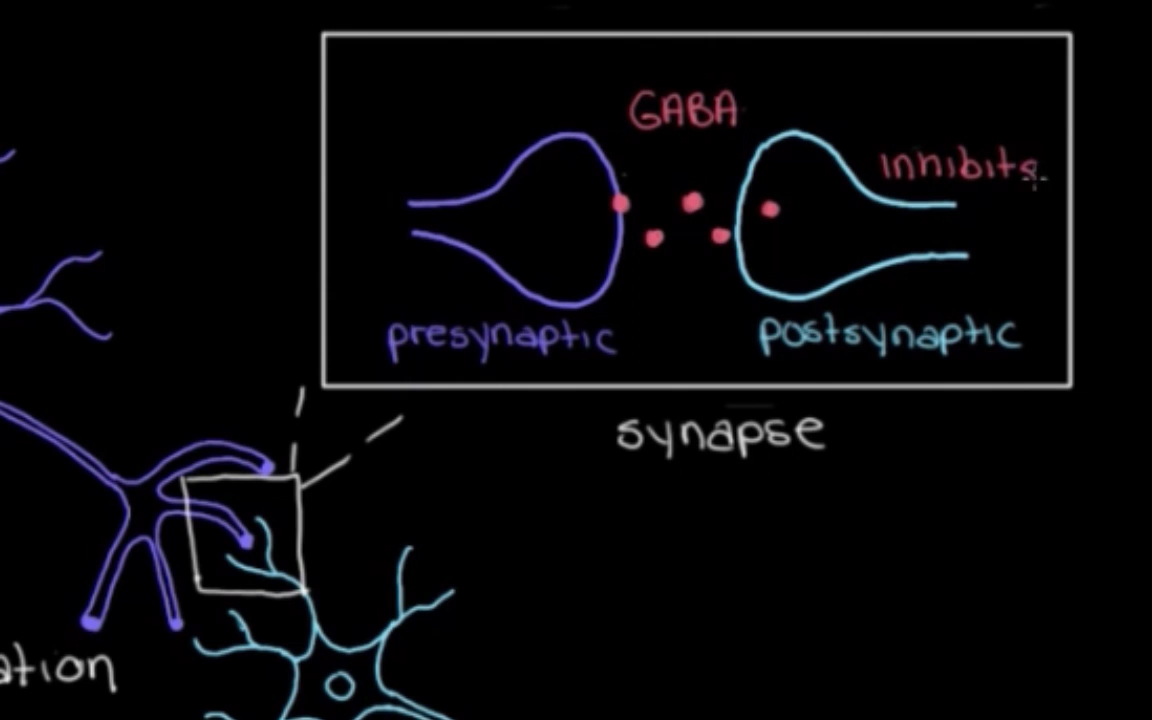 GABA
inhibits
presynaptic
postsynaptic
synapse
ation